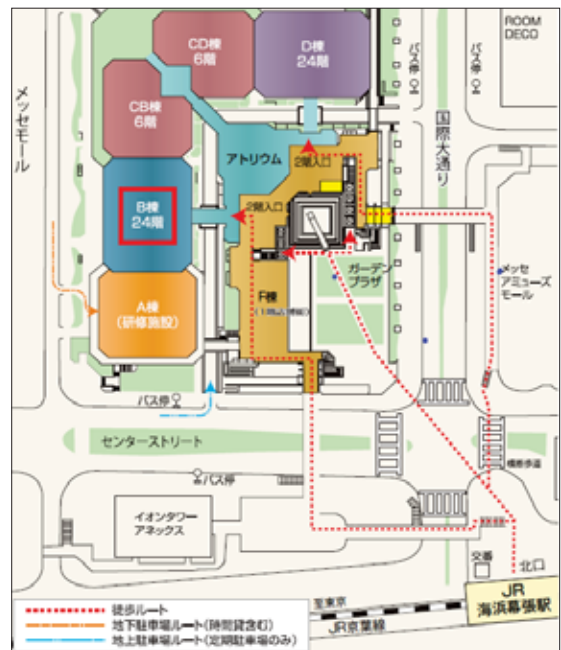 CD棟
6階
D棟
24階
ROOM
DECO
バス停
バス停
CB棟
6階
メッセモール
アトリウム
国際大通り
2階入口
B棟
24階
2階入口
ガーデン
プラザ
メッセ
アミューズ
モール
A棟
(研修施設)
F棟
バス停
センターストリート
バス停
横断歩道
イオンタワー
アネックス
交番
北口
JR
海浜幕張駅
至東京
JR京葉線
徒歩ルート
地下駐車場ルート(時間貸含む)
地上駐車場ルート(定期駐車場のみ)